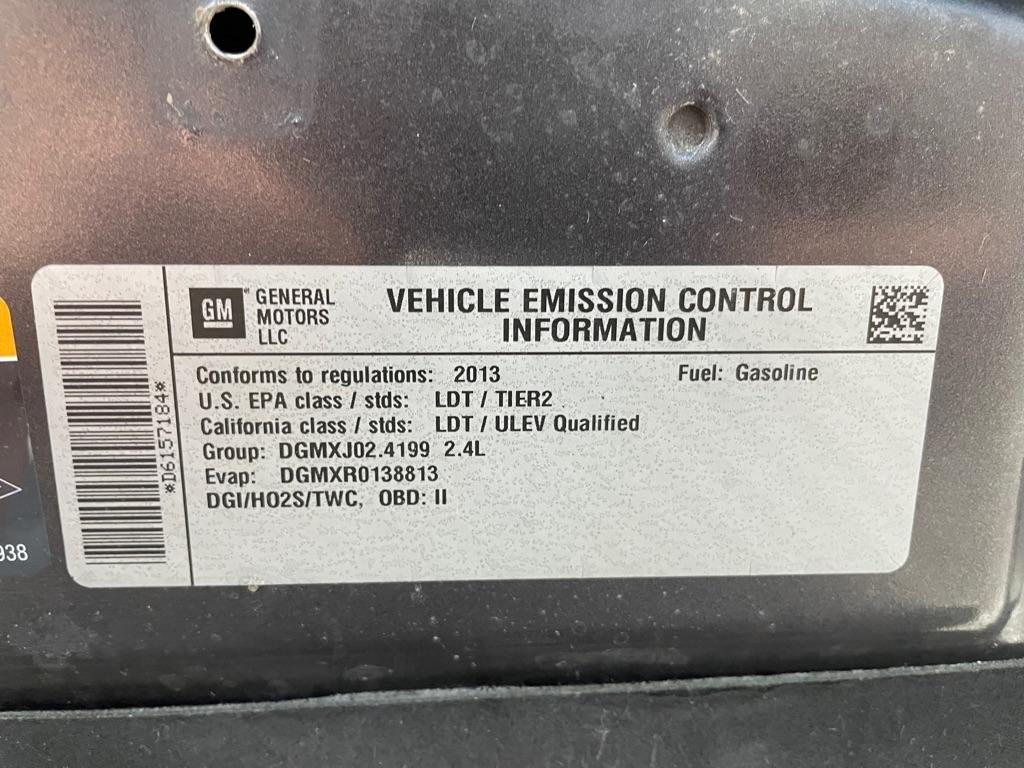 GM
GENERAL
MOTORS
LLC
VEHICLE EMISSION CONTROL
INFORMATION
Conforms to regulations: 2013
Fuel: Gasoline
U.S. EPA class / stds: LDT / TIER2
California class / stds: LDT / ULEV Qualified
Group: DGMXJ02.4199 2.4L
Evap: DGMXR0138813
DGI/HO2S/TWC, OBD: II
*D6157184*
938